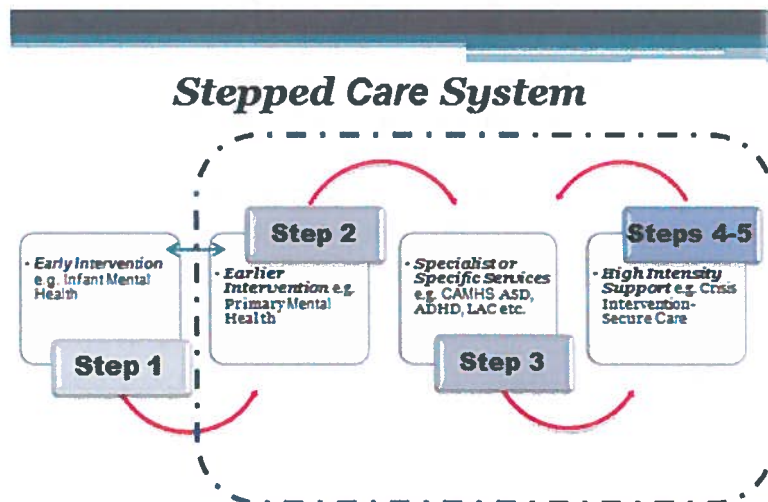 Stepped Care System
Step 1
• Early Intervention
e.g. Infant Mental
Health
Step 2
• Earlier
Intervention e.g.
Primary Mental
Health
Step 3
• Specialist or
Specific Services
e.g. CAMHS ASD,
ADHD, LAC etc.
Steps 4-5
• High Intensity
Support e.g. Crisis
Intervention-
Secure Care